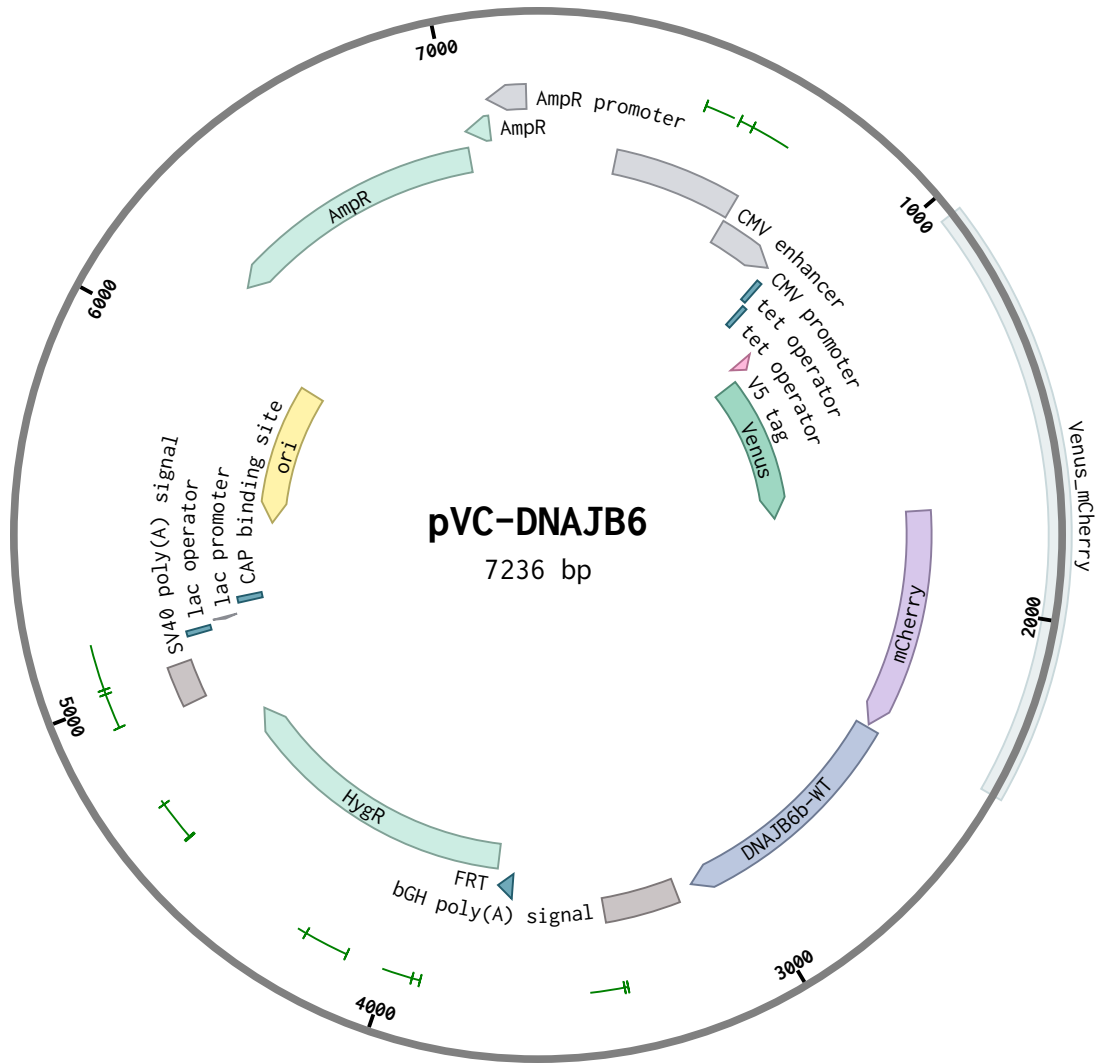 7000
AmpR promoter
AmpR
AmpR
1000
CMV enhancer
CMV promoter
tet operator
tet operator
V5 tag
Venus
Venus_mCherry
6000
ori
CAP binding site
lac promoter
lac operator
SV40 poly(A) signal
pVC-DNAJB6
7236 bp
mCherry
2000
5000
DNAJB6b-WT
HygR
FRT
bGH poly(A) signal
3000
4000